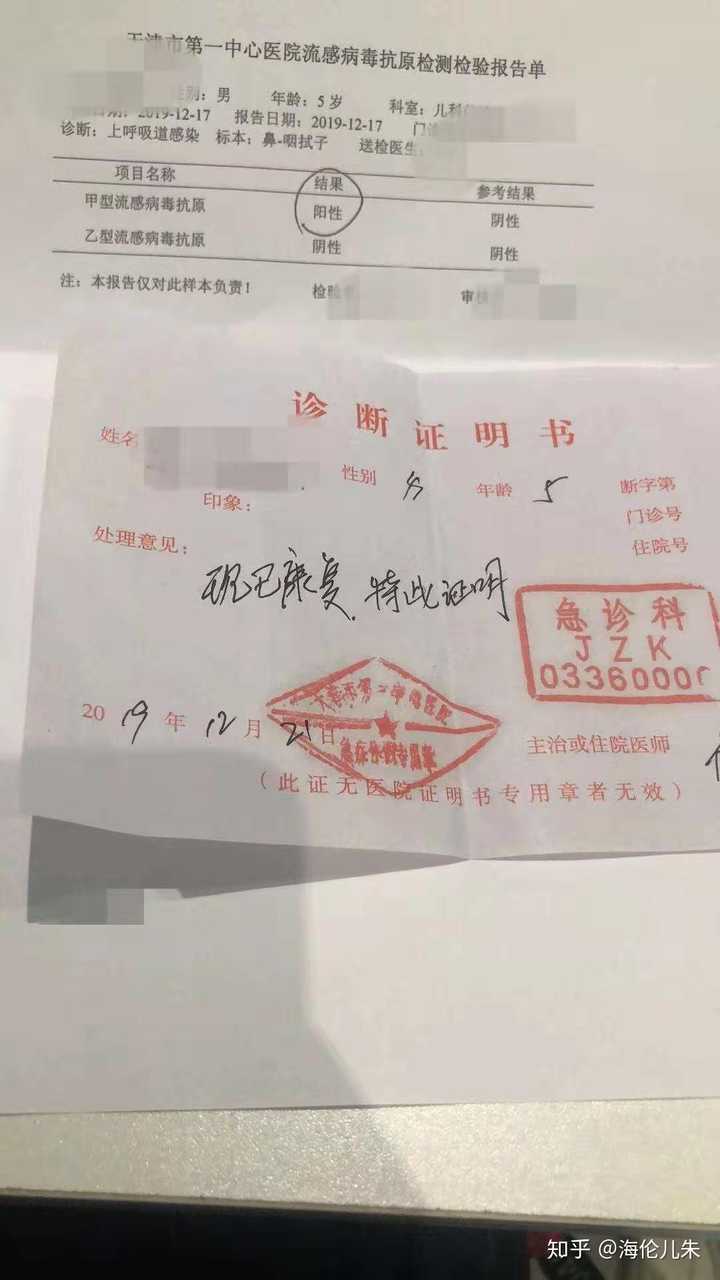 天津市第一中心医院流感病毒抗原检测检验报告单
性别：男 年龄：5岁 科室：儿科
日期：2019-12-17 报告日期：2019-12-17 门诊
诊断：上呼吸道感染 标本：鼻-咽拭子 送检医生：
项目名称 结果 参考结果
甲型流感病毒抗原 阳性 阴性
乙型流感病毒抗原 阴性 阴性
注：本报告仅对此样本负责！ 检验 审核
诊断证明书
姓名 性别 男 年龄 5 断字第
印象： 门诊号
处理意见： 住院号
现已康复，特此证明
急诊科
JZK
0336000
2019年12月21日
主治或住院医师
（此证无医院证明书专用章者无效）
知乎 @海伦儿朱